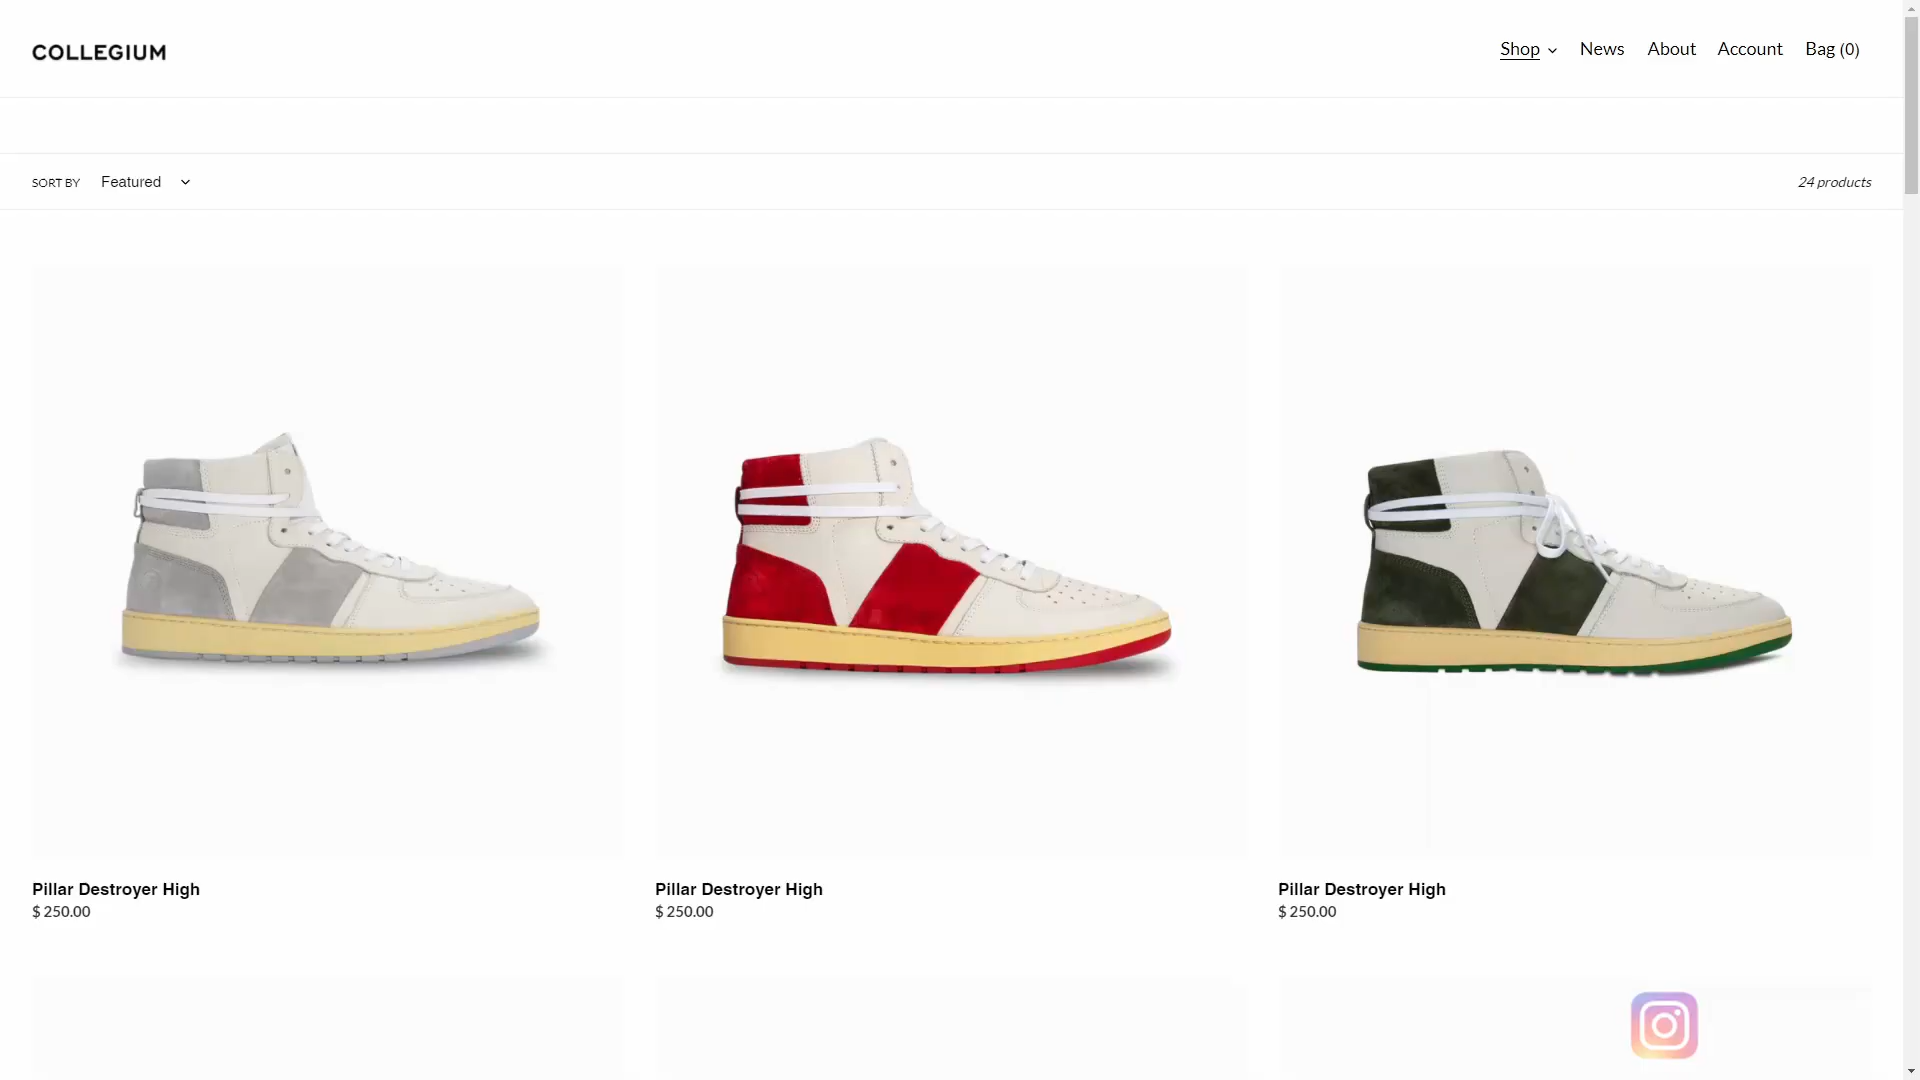 COLLEGIUM
Shop News About Account Bag (0)
SORT BY Featured
24 products
Pillar Destroyer High
$ 250.00
Pillar Destroyer High
$ 250.00
Pillar Destroyer High
$ 250.00